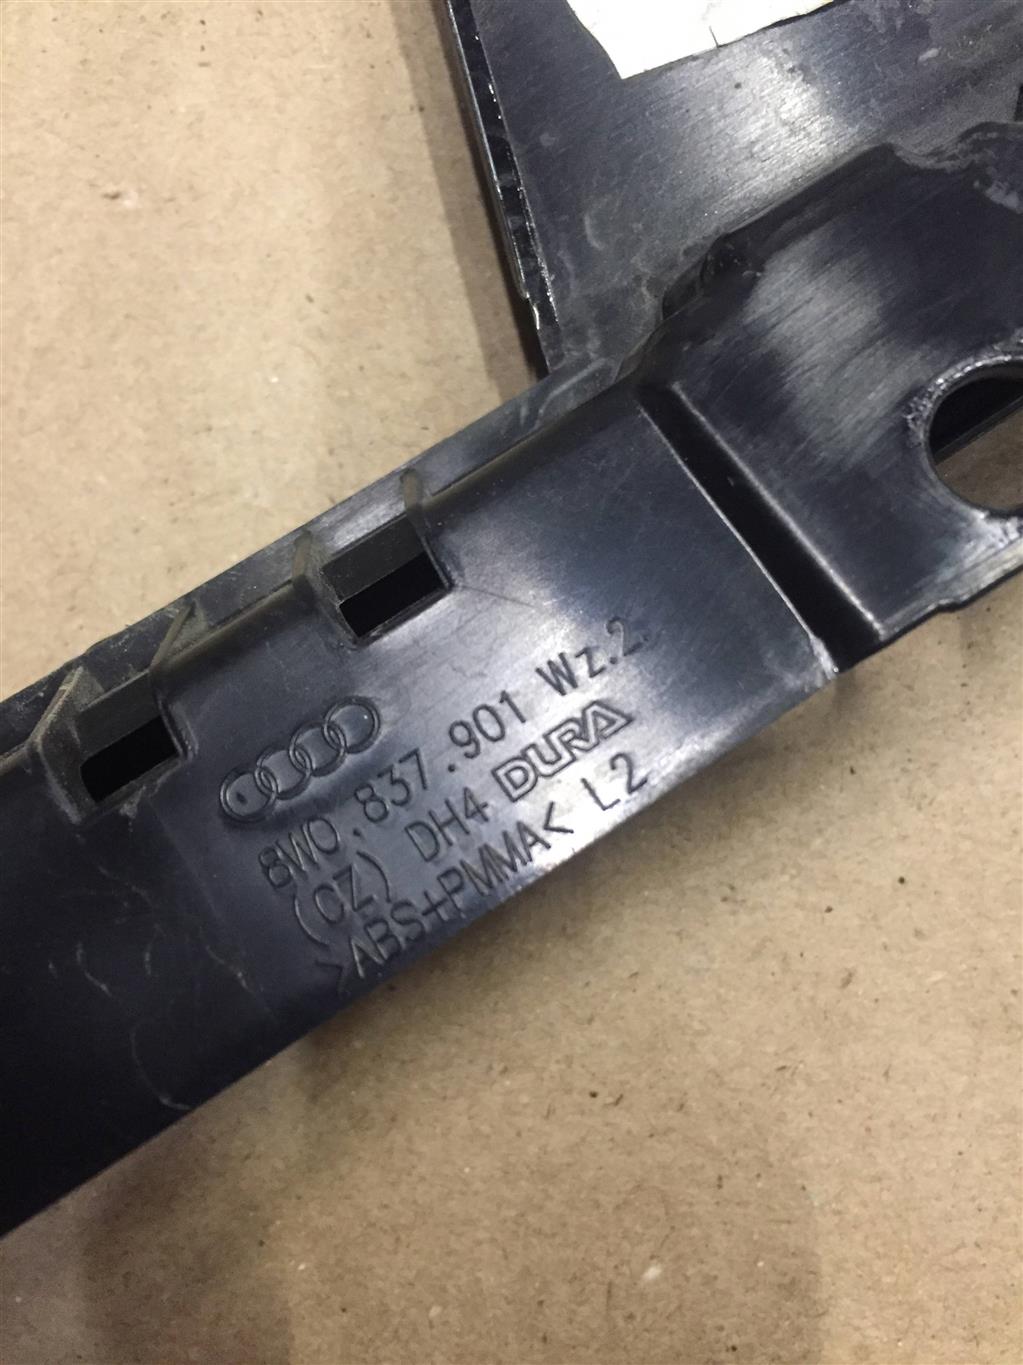 8W0.837.901 Wz.2
(CZ) DH4 DURA
>ABS+PMMA< L2